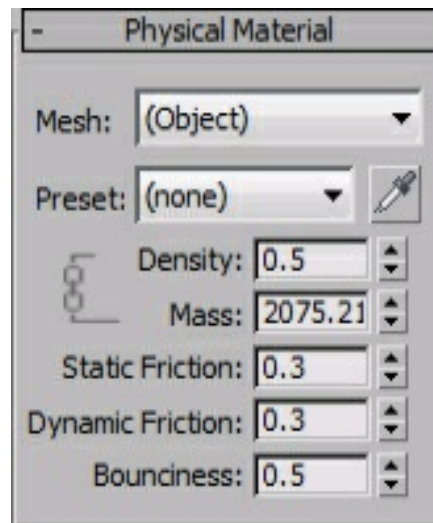 - Physical Material
Mesh: (Object)
Preset: (none)
Density: 0.5
Mass: 2075.21
Static Friction: 0.3
Dynamic Friction: 0.3
Bounciness: 0.5